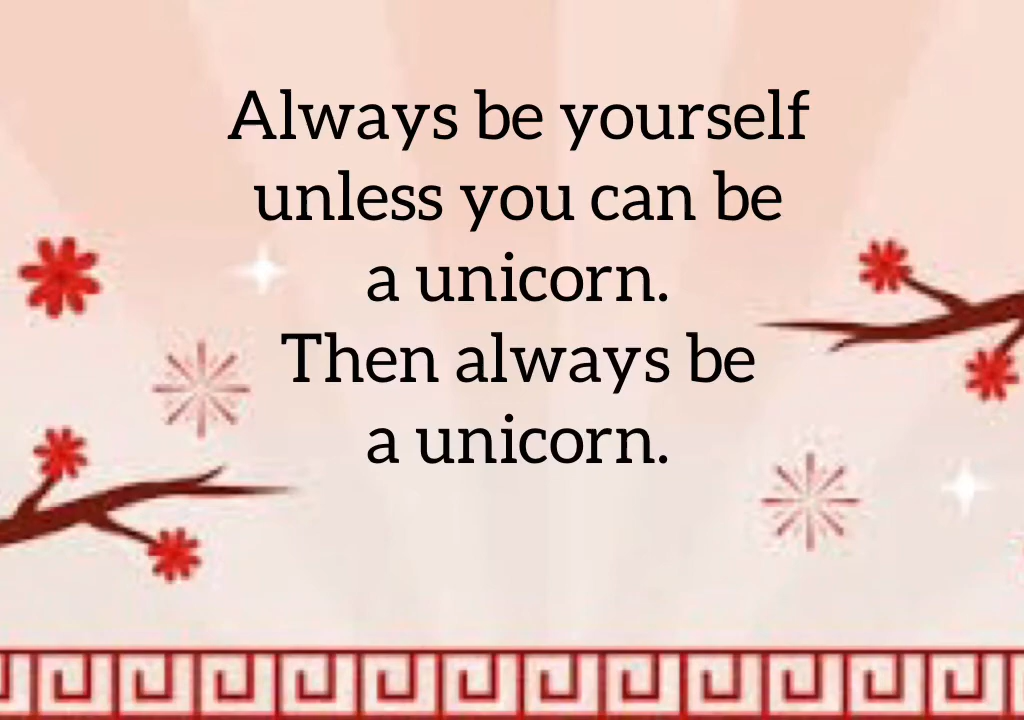 Always be yourself
unless you can be
a unicorn.
Then always be
a unicorn.